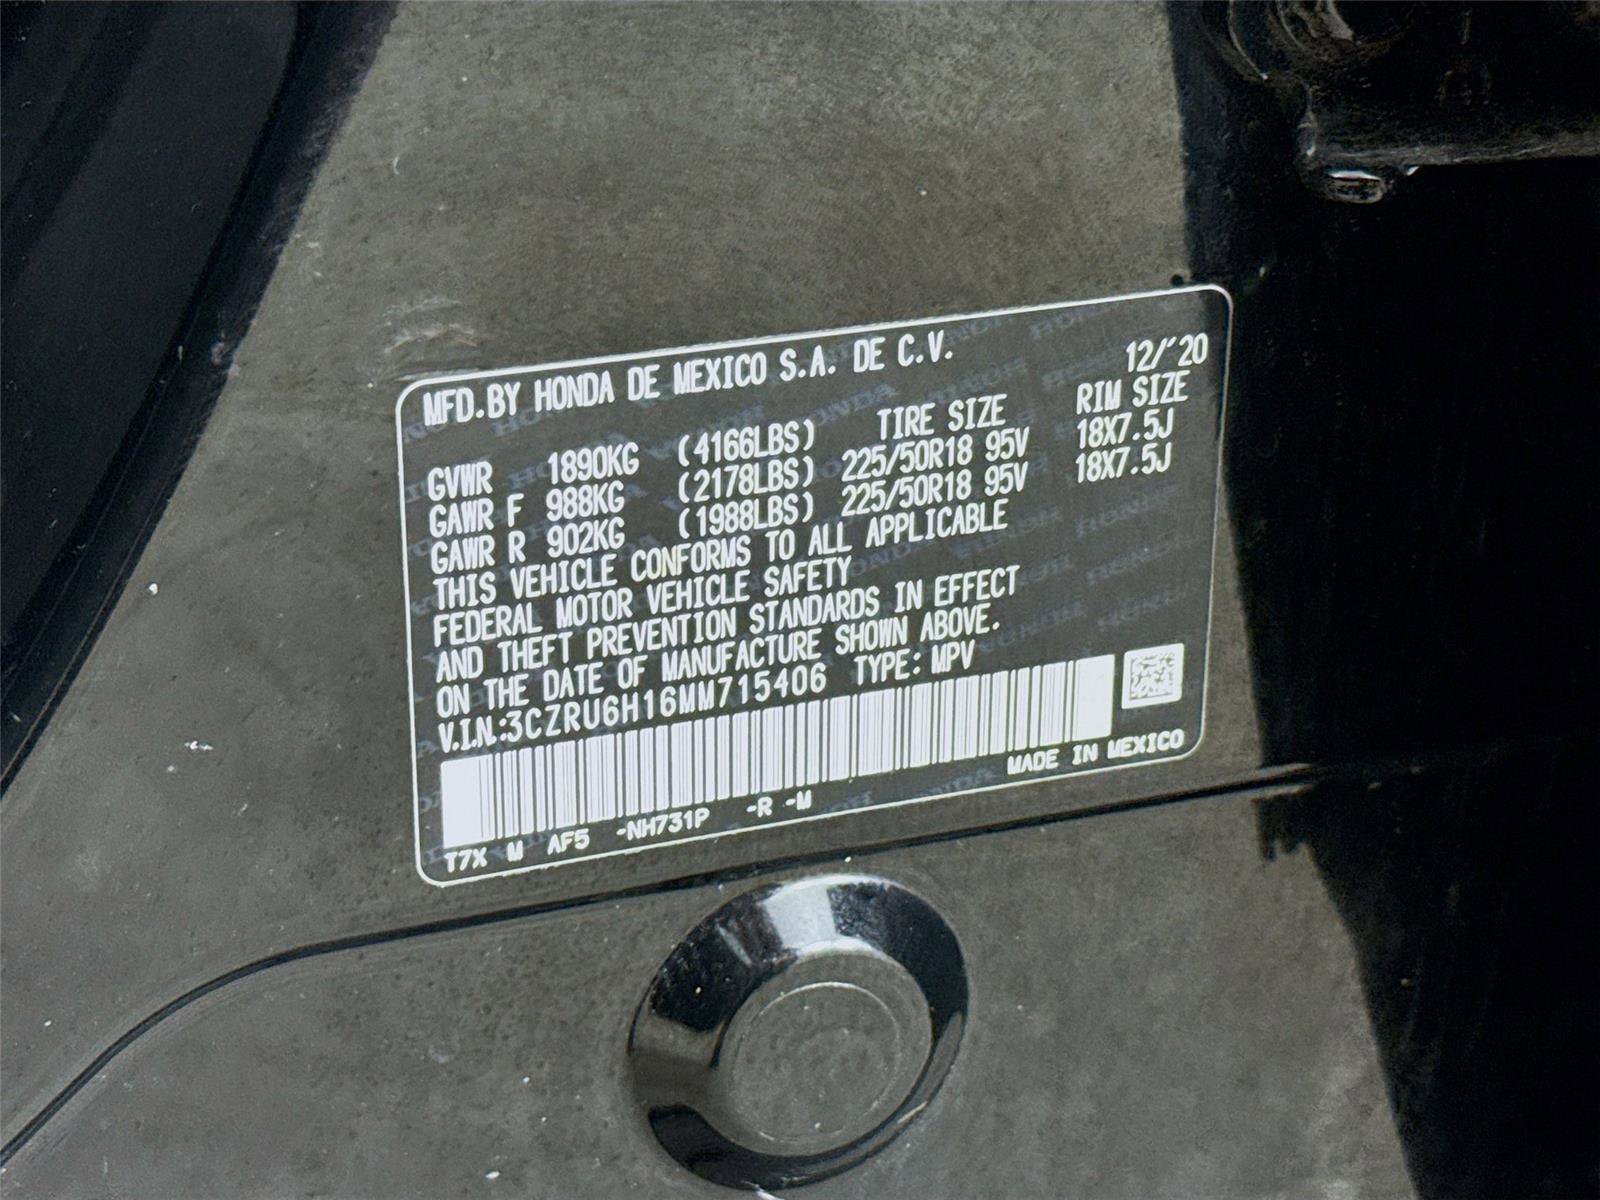 MFD.BY HONDA DE MEXICO S.A. DE C.V. 12/'20
TIRE SIZE RIM SIZE
GVWR 1890KG (4166LBS)
GAWR F 988KG (2178LBS) 225/50R18 95V 18X7.5J
GAWR R 902KG (1988LBS) 225/50R18 95V 18X7.5J
THIS VEHICLE CONFORMS TO ALL APPLICABLE
FEDERAL MOTOR VEHICLE SAFETY
AND THEFT PREVENTION STANDARDS IN EFFECT
ON THE DATE OF MANUFACTURE SHOWN ABOVE.
V.I.N.:3CZRU6H16MM715406 TYPE: MPV
T7X M AF5 -NH731P -R -M MADE IN MEXICO